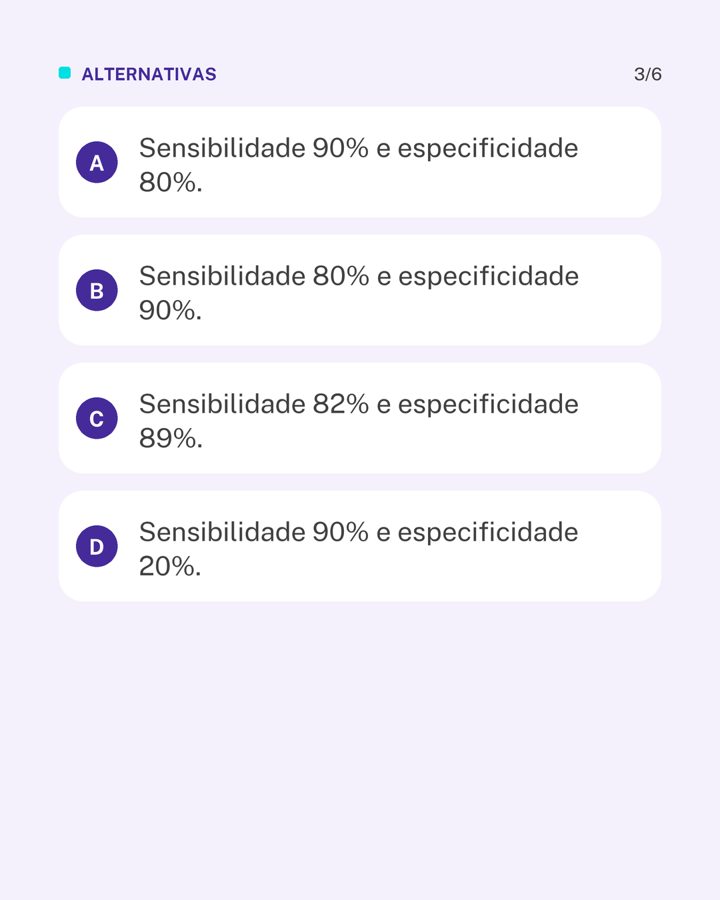 ALTERNATIVAS
3/6
A
Sensibilidade 90% e especificidade
80%.
B
Sensibilidade 80% e especificidade
90%.
C
Sensibilidade 82% e especificidade
89%.
D
Sensibilidade 90% e especificidade
20%.